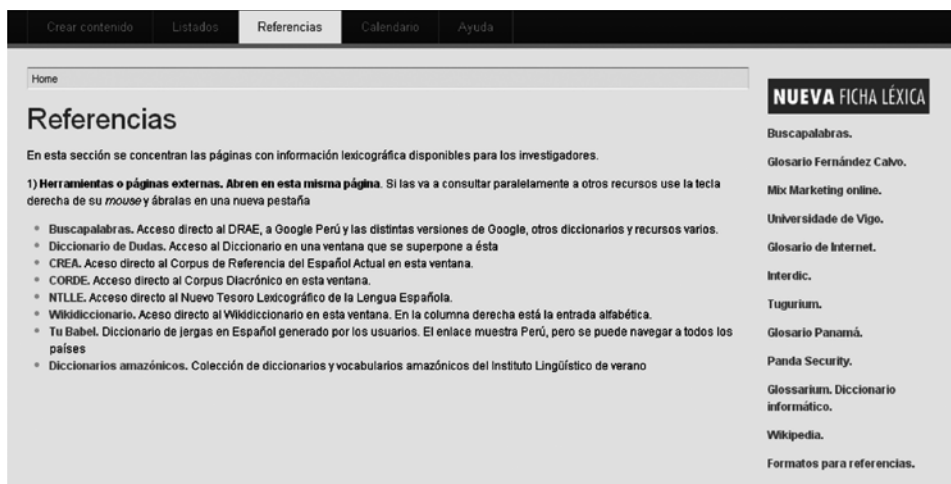 Crear contenido Listados Referencias Calendario Ayuda
Home
Referencias
En esta sección se concentran las páginas con información lexicográfica disponibles para los investigadores.
1) Herramientas o páginas externas. Abren en esta misma página. Si las va a consultar paralelamente a otros recursos use la tecla
derecha de su mouse y ábralas en una nueva pestaña
Buscapalabras. Acceso directo al DRAE, a Google Perú y las distintas versiones de Google, otros diccionarios y recursos varios.
Diccionario de Dudas. Acceso al Diccionario en una ventana que se superpone a ésta
CREA. Aceso directo al Corpus de Referencia del Español Actual en esta ventana.
CORDE. Acceso directo al Corpus Diacrónico en esta ventana.
NTLLE. Acceso directo al Nuevo Tesoro Lexicográfico de la Lengua Española.
Wikidiccionario. Aceso directo al Wikidiccionario en esta ventana. En la columna derecha está la entrada alfabética.
Tu Babel. Diccionario de jergas en Español generado por los usuarios. El enlace muestra Perú, pero se puede navegar a todos los
países
Diccionarios amazónicos. Colección de diccionarios y vocabularios amazónicos del Instituto Lingüístico de verano
NUEVA FICHA LÉXICA
Buscapalabras.
Glosario Fernández Calvo.
Mix Marketing online.
Universidade de Vigo.
Glosario de Internet.
Interdic.
Tugurium.
Glosario Panamá.
Panda Security.
Glossarium. Diccionario
informático.
Wikipedia.
Formatos para referencias.